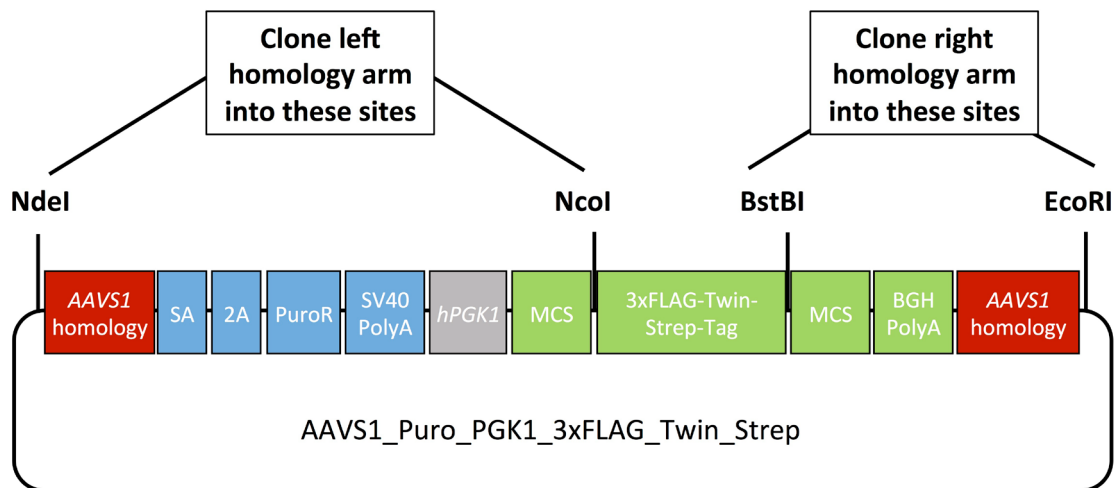 Clone left
homology arm
into these sites
Clone right
homology arm
into these sites
NdeI
NcoI
BstBI
EcoRI
AAVS1
homology
SA
2A
PuroR
SV40
PolyA
hPGK1
MCS
3xFLAG-Twin-
Strep-Tag
MCS
BGH
PolyA
AAVS1
homology
AAVS1_Puro_PGK1_3xFLAG_Twin_Strep